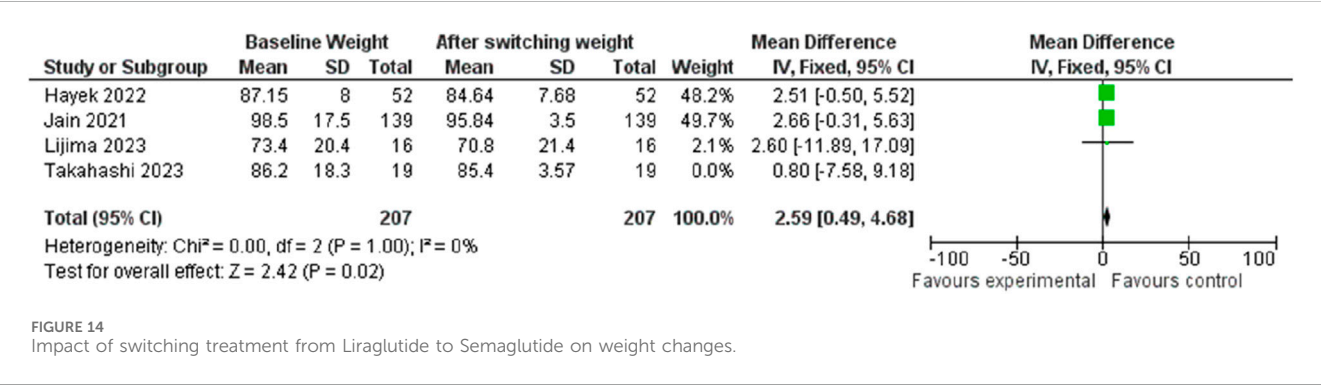 Baseline Weight After switching weight Mean Difference Mean Difference
Study or Subgroup Mean SD Total Mean SD Total Weight IV, Fixed, 95% CI IV, Fixed, 95% CI
Hayek 2022 87.15 8 52 84.64 7.68 52 48.2% 2.51 [-0.50, 5.52]
Jain 2021 98.5 17.5 139 95.84 3.5 139 49.7% 2.66 [-0.31, 5.63]
Lijima 2023 73.4 20.4 16 70.8 21.4 16 2.1% 2.60 [-11.89, 17.09]
Takahashi 2023 86.2 18.3 19 85.4 3.57 19 0.0% 0.80 [-7.58, 9.18]
Total (95% CI) 207 207 100.0% 2.59 [0.49, 4.68]
Heterogeneity: Chi² = 0.00, df = 2 (P = 1.00); I² = 0%
Test for overall effect: Z = 2.42 (P = 0.02)
-100 -50 0 50 100
Favours experimental Favours control
FIGURE 14
Impact of switching treatment from Liraglutide to Semaglutide on weight changes.